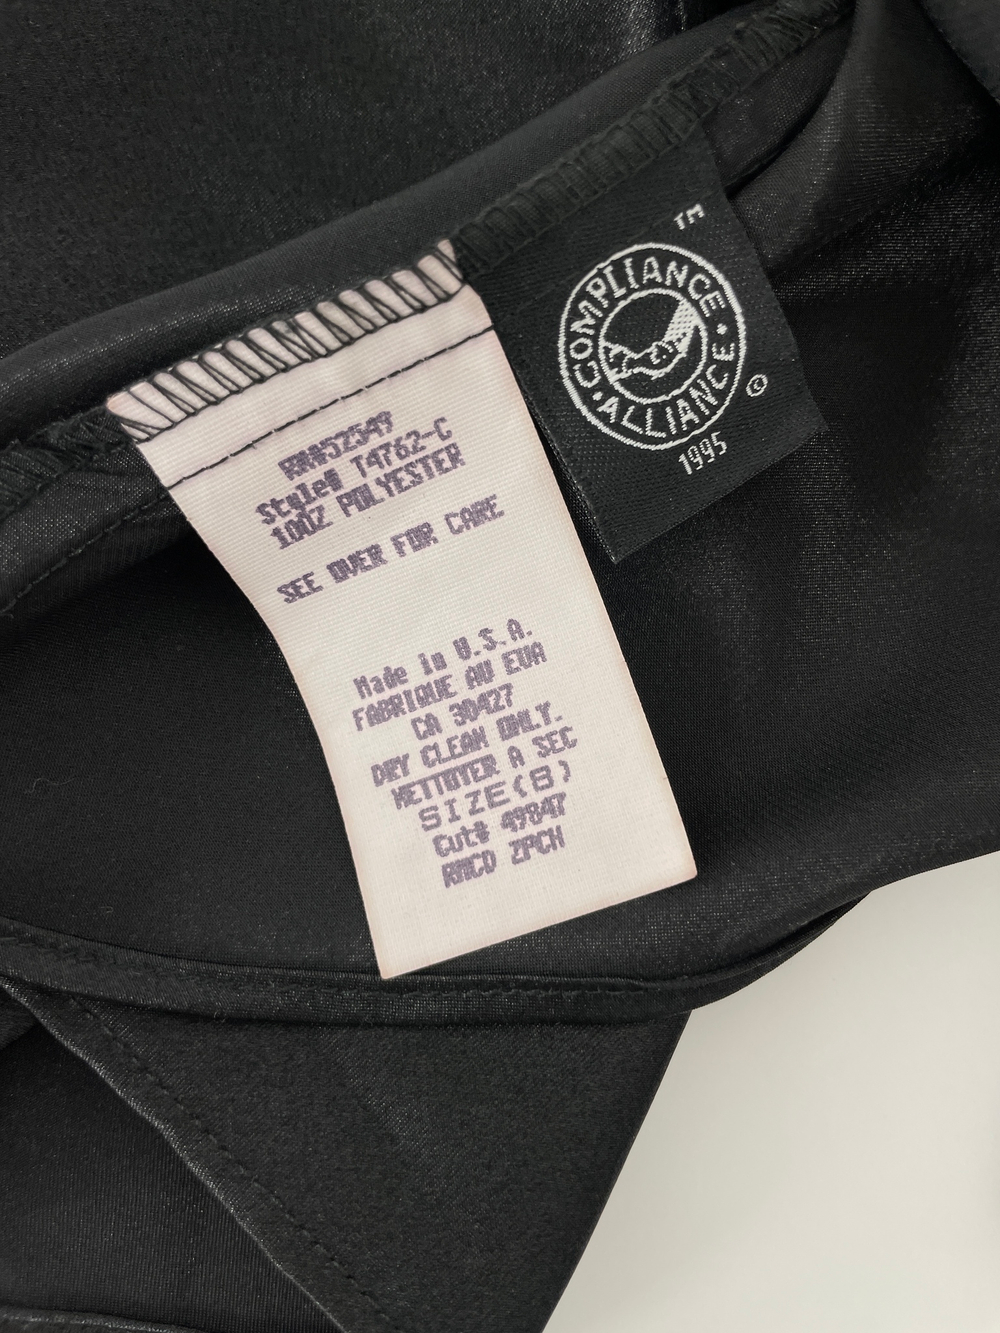 RN#52549
Style# T4762-C
100% POLYESTER
SEE OVER FOR CARE
Made in U.S.A.
FABRIQUE AU EUA
CA 30427
DRY CLEAN ONLY.
NETTOYER A SEC
SIZE(8)
Cut# 49847
RMCD ZPCH
TM
COMPLIANCE
• ALLIANCE •
©
1995